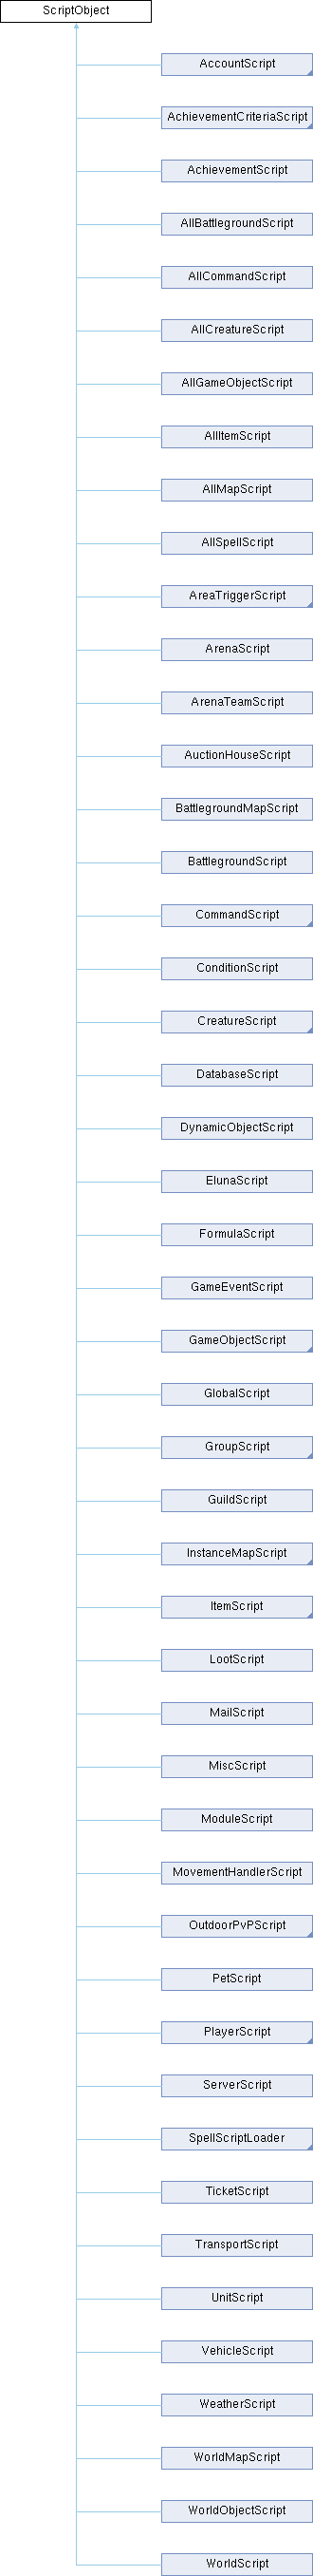 ScriptObject
AccountScript
AchievementCriteriaScript
AchievementScript
AllBattlegroundScript
AllCommandScript
AllCreatureScript
AllGameObjectScript
AllItemScript
AllMapScript
AllSpellScript
AreaTriggerScript
ArenaScript
ArenaTeamScript
AuctionHouseScript
BattlegroundMapScript
BattlegroundScript
CommandScript
ConditionScript
CreatureScript
DatabaseScript
DynamicObjectScript
ElunaScript
FormulaScript
GameEventScript
GameObjectScript
GlobalScript
GroupScript
GuildScript
InstanceMapScript
ItemScript
LootScript
MailScript
MiscScript
ModuleScript
MovementHandlerScript
OutdoorPvPScript
PetScript
PlayerScript
ServerScript
SpellScriptLoader
TicketScript
TransportScript
UnitScript
VehicleScript
WeatherScript
WorldMapScript
WorldObjectScript
WorldScript